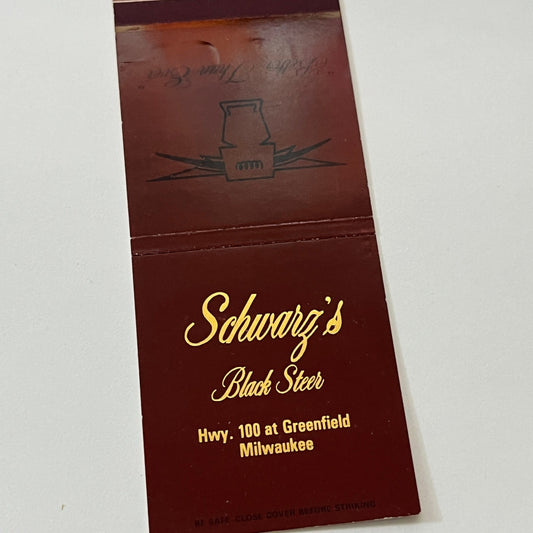 "Better Than Ever"
Schwarz's
Black Steer
Hwy. 100 at Greenfield
Milwaukee
BE SAFE CLOSE COVER BEFORE STRIKING